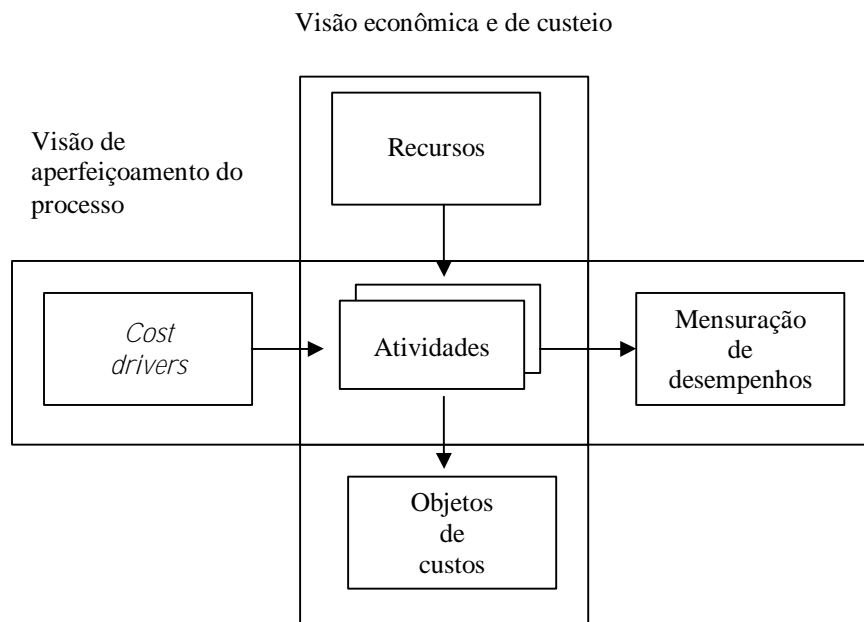 Visão econômica e de custeio
Visão de
aperfeiçoamento do
processo
Recursos
Cost
drivers
Atividades
Mensuração
de
desempenhos
Objetos
de
custos